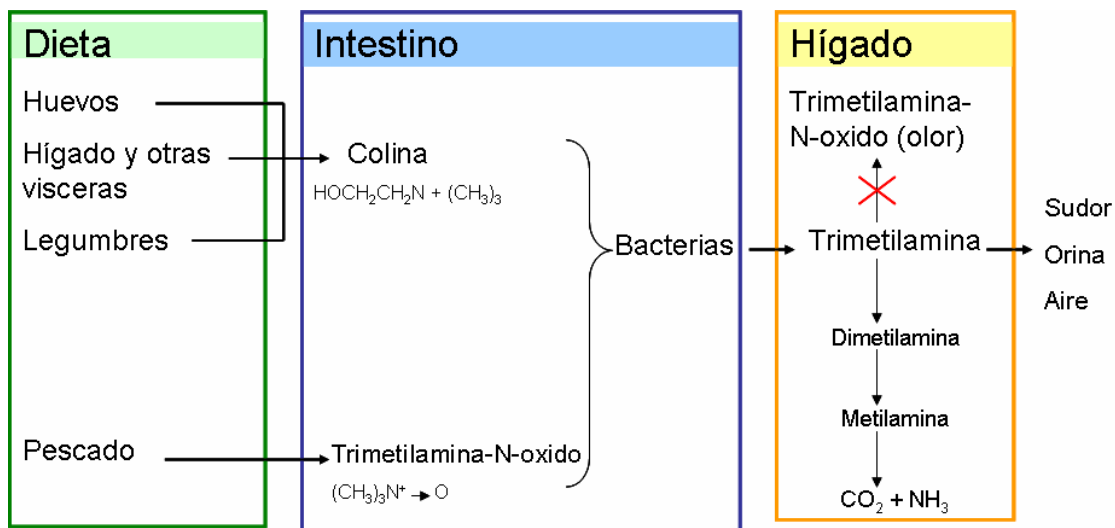 Dieta
Huevos
Hígado y otras
visceras
Legumbres
Pescado
Intestino
Colina
HOCH₂CH₂N + (CH₃)₃
Bacterias
Trimetilamina-N-oxido
(CH₃)₃N⁺ → O
Hígado
Trimetilamina-
N-oxido (olor)
Trimetilamina
Dimetilamina
Metilamina
CO₂ + NH₃
Sudor
Orina
Aire